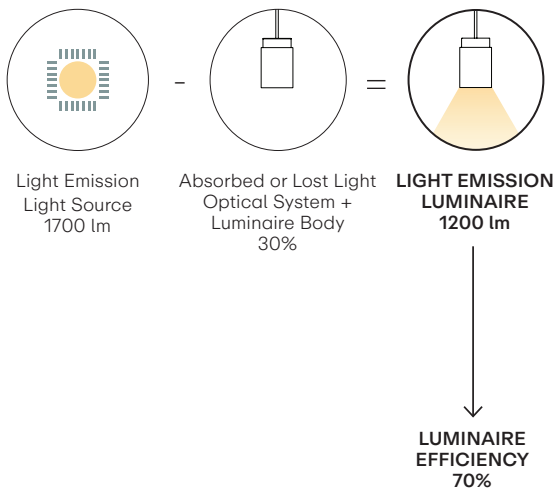 Light Emission
Light Source
1700 lm
-
Absorbed or Lost Light
Optical System +
Luminaire Body
30%
=
LIGHT EMISSION
LUMINAIRE
1200 lm
LUMINAIRE
EFFICIENCY
70%